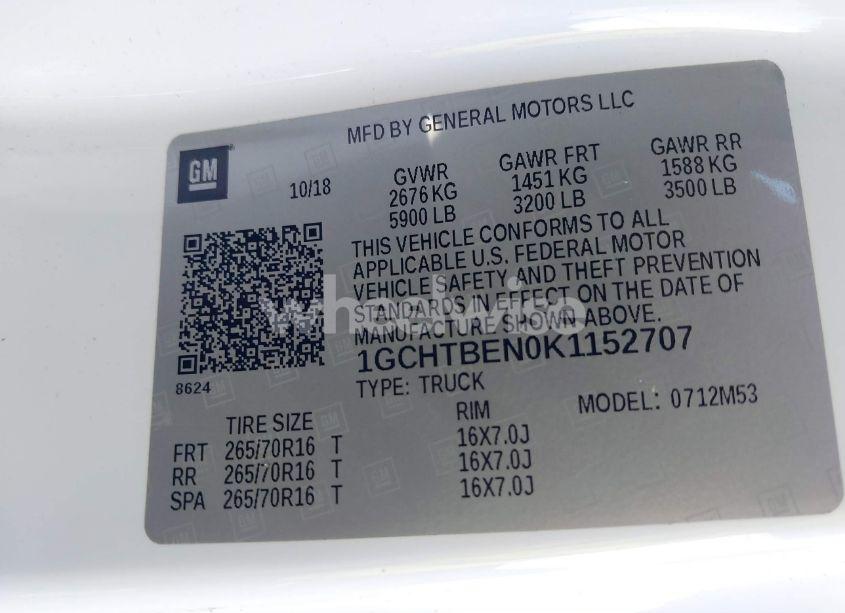 MFD BY GENERAL MOTORS LLC
GM
10/18
GVWR GAWR FRT GAWR RR
2676 KG 1451 KG 1588 KG
5900 LB 3200 LB 3500 LB
THIS VEHICLE CONFORMS TO ALL
APPLICABLE U.S. FEDERAL MOTOR
VEHICLE SAFETY AND THEFT PREVENTION
STANDARDS IN EFFECT ON THE DATE OF
MANUFACTURE SHOWN ABOVE.
1GCHTBEN0K1152707
8624
TYPE: TRUCK
MODEL: 0712M53
TIRE SIZE RIM
FRT 265/70R16 T 16X7.0J
RR 265/70R16 T 16X7.0J
SPA 265/70R16 T 16X7.0J